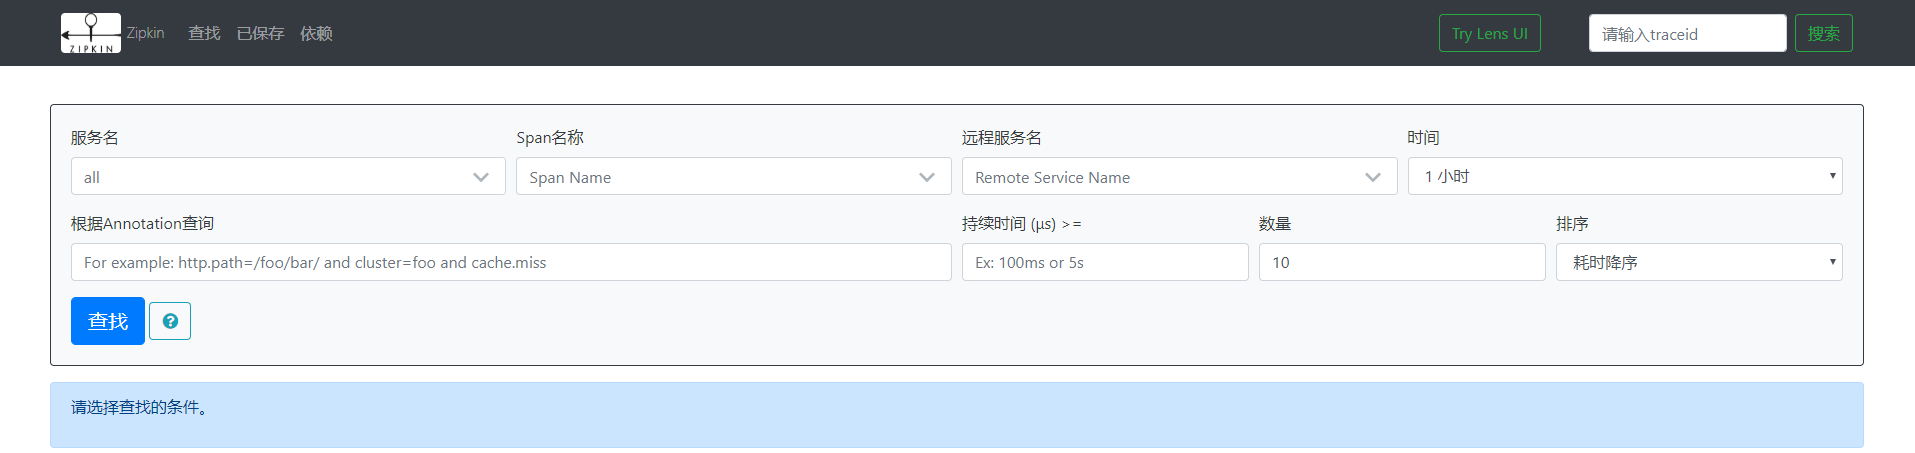 ZIPKIN Zipkin 查找 已保存 依赖 Try Lens UI 请输入traceid 搜索
服务名 Span名称 远程服务名 时间
all Span Name Remote Service Name 1 小时
根据Annotation查询 持续时间 (μs) >= 数量 排序
For example: http.path=/foo/bar/ and cluster=foo and cache.miss Ex: 100ms or 5s 10 耗时降序
查找 ?
请选择查找的条件。